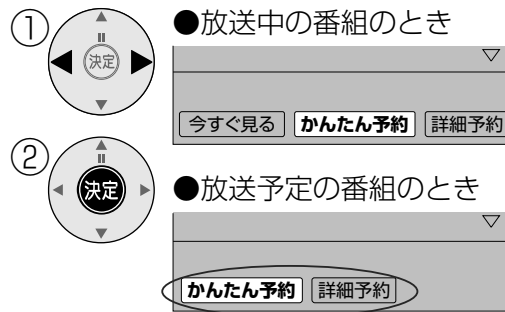 ①
決定
●放送中の番組のとき
今すぐ見る かんたん予約 詳細予約
②
決定
●放送予定の番組のとき
かんたん予約 詳細予約